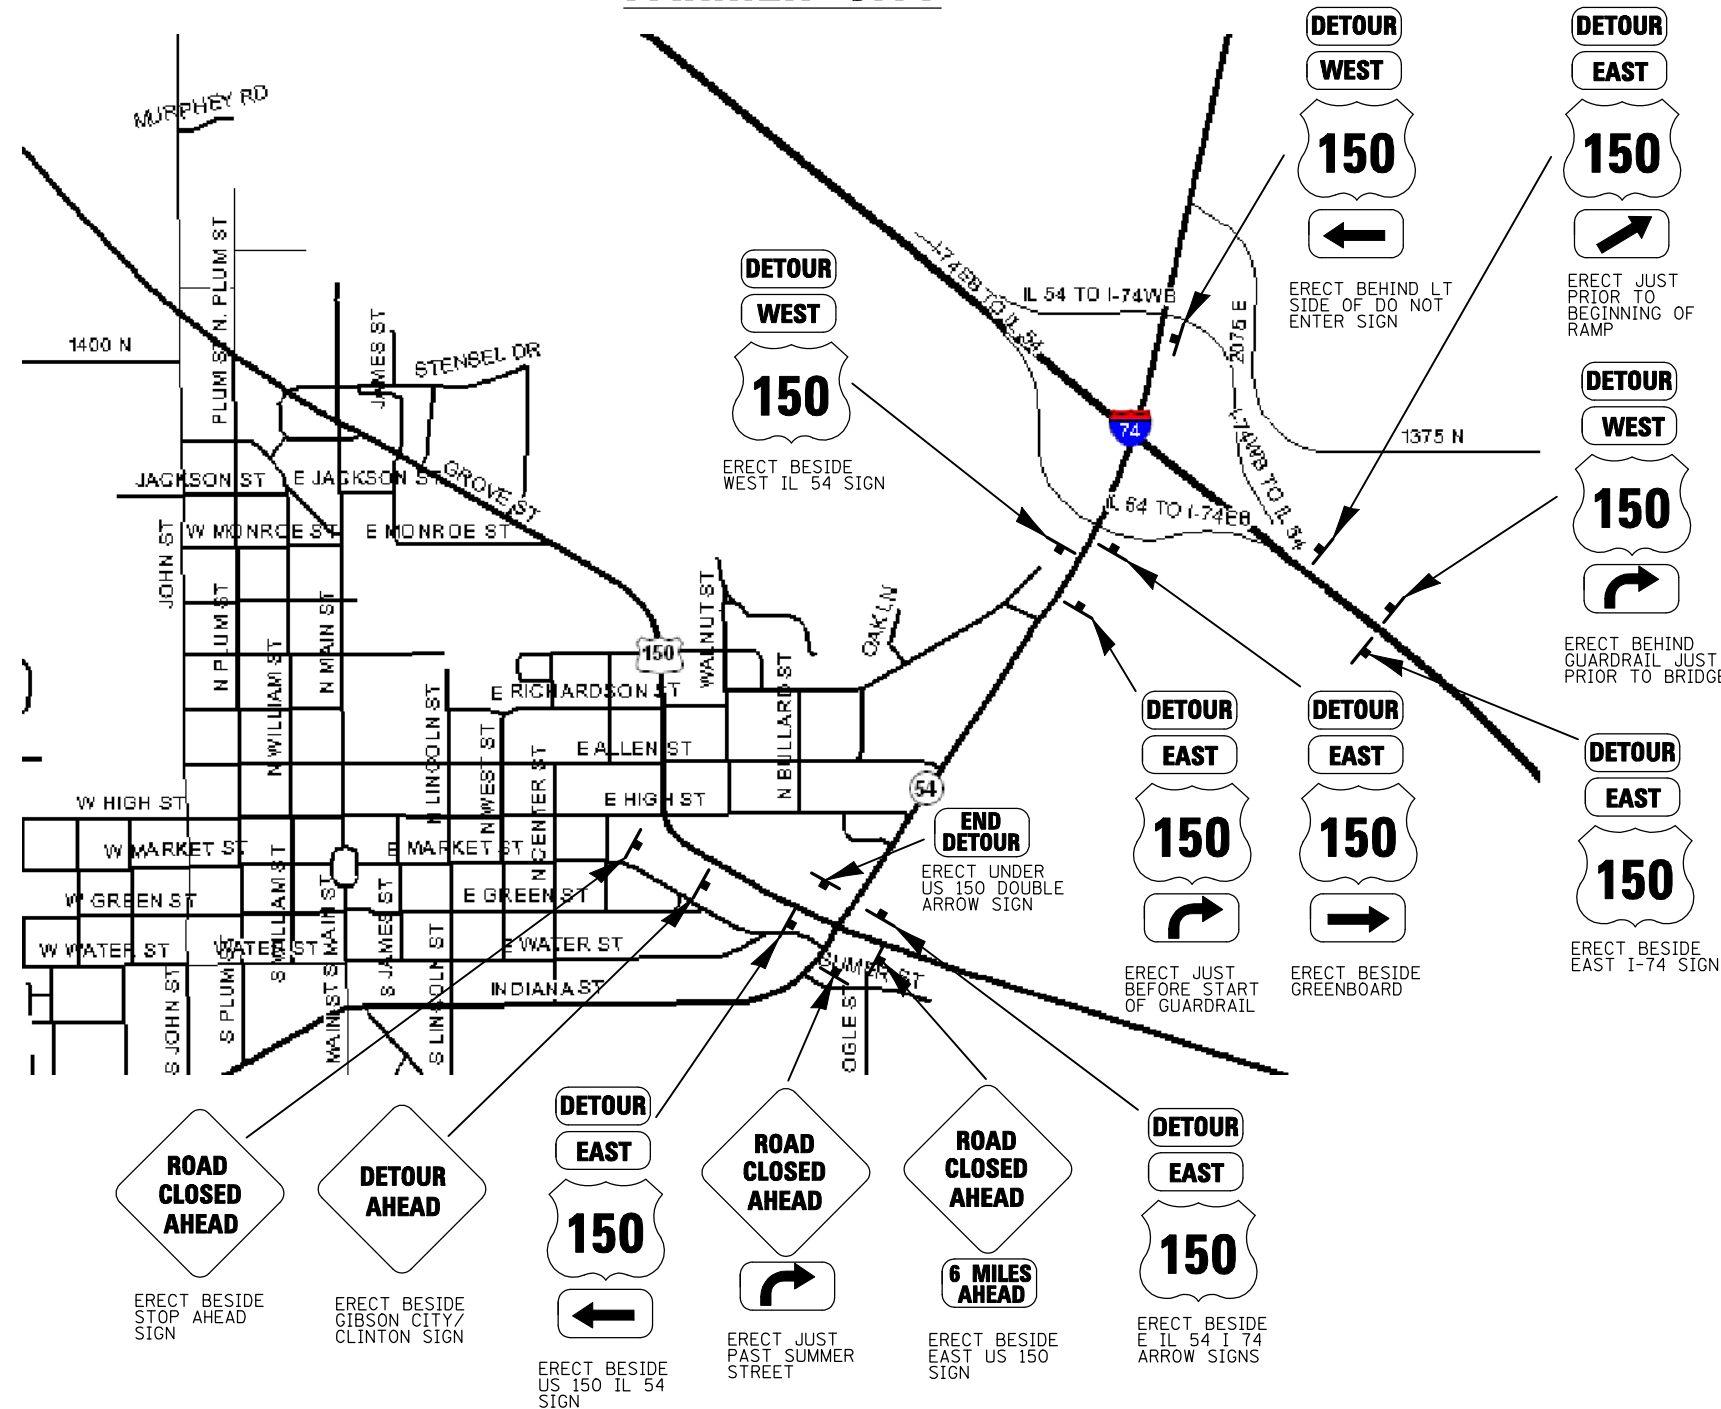 DETOUR
WEST
150
ERECT BEHIND LT
SIDE OF DO NOT
ENTER SIGN
DETOUR
EAST
150
ERECT JUST
PRIOR TO
BEGINNING OF
RAMP
MURPHEY RD
PLUM ST
N. PLUM ST
1400 N
JAMES ST
STENSEL DR
DETOUR
WEST
150
ERECT BESIDE
WEST IL 54 SIGN
I-74EB TO IL 54
IL 54 TO I-74WB
2075 E
74
I-74WB TO IL 54
1375 N
IL 54 TO I-74EB
DETOUR
WEST
150
ERECT BEHIND
GUARDRAIL JUST
PRIOR TO BRIDGE
JACKSON ST
E JACKSON ST
GROVE ST
JOHN ST
W MONROE ST
E MONROE ST
N PLUM ST
N WILLIAM ST
N MAIN ST
150
WALNUT ST
OAK LN
E RICHARDSON ST
N LINCOLN ST
N WEST ST
N CENTER ST
E ALLEN ST
N BULLARD ST
W HIGH ST
E HIGH ST
54
END
DETOUR
ERECT UNDER
US 150 DOUBLE
ARROW SIGN
DETOUR
EAST
150
ERECT JUST
BEFORE START
OF GUARDRAIL
DETOUR
EAST
150
ERECT BESIDE
GREENBOARD
DETOUR
EAST
150
ERECT BESIDE
EAST I-74 SIGN
W MARKET ST
E MARKET ST
W GREEN ST
E GREEN ST
S WILLIAM ST
S MAIN ST
S JAMES ST
W WATER ST
WATER ST
E WATER ST
INDIANA ST
S JOHN ST
S PLUM ST
MAIN ST
S LINCOLN ST
OGLE ST
ROAD
CLOSED
AHEAD
ERECT BESIDE
STOP AHEAD
SIGN
DETOUR
AHEAD
ERECT BESIDE
GIBSON CITY/
CLINTON SIGN
DETOUR
EAST
150
ERECT BESIDE
US 150 IL 54
SIGN
ROAD
CLOSED
AHEAD
ERECT JUST
PAST SUMMER
STREET
ROAD
CLOSED
AHEAD
6 MILES
AHEAD
ERECT BESIDE
EAST US 150
SIGN
DETOUR
EAST
150
ERECT BESIDE
E IL 54 I 74
ARROW SIGNS